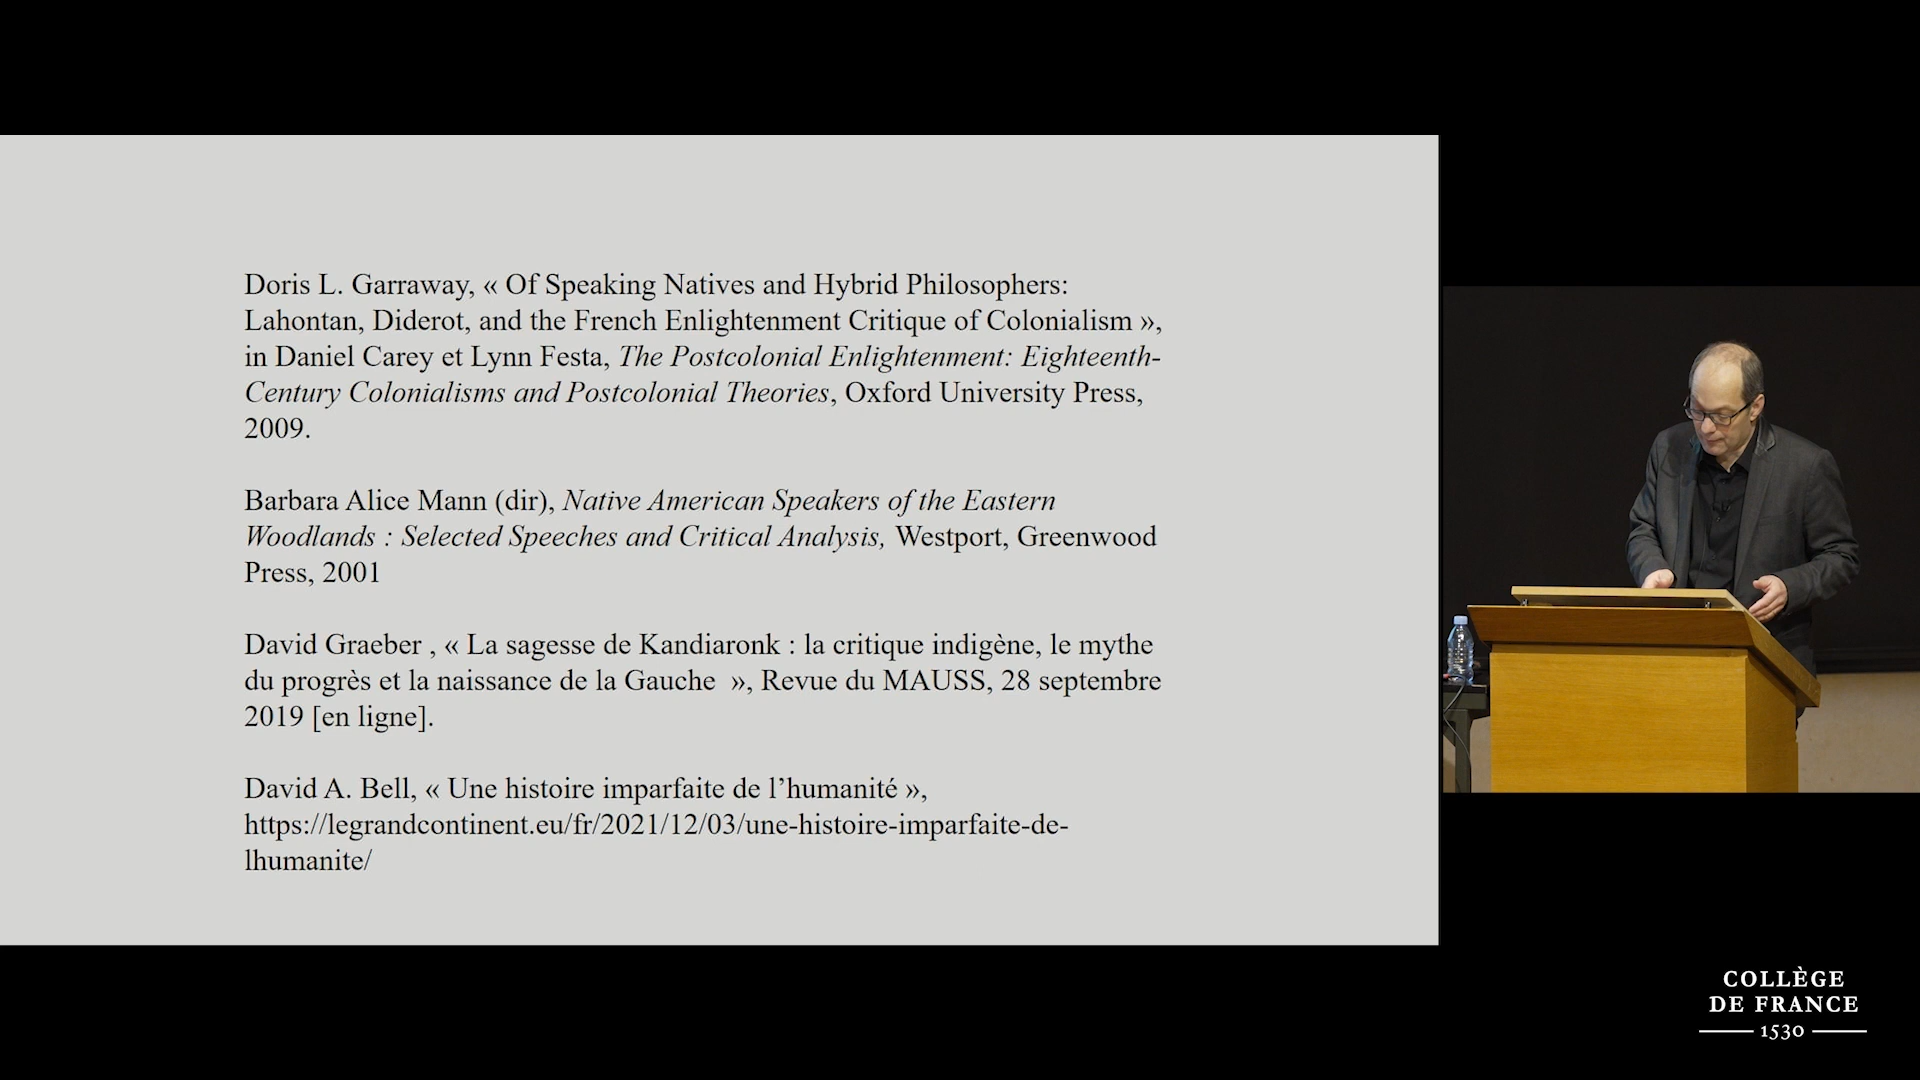 Doris L. Garraway, « Of Speaking Natives and Hybrid Philosophers:
Lahontan, Diderot, and the French Enlightenment Critique of Colonialism »,
in Daniel Carey et Lynn Festa, The Postcolonial Enlightenment: Eighteenth-
Century Colonialisms and Postcolonial Theories, Oxford University Press,
2009.
Barbara Alice Mann (dir), Native American Speakers of the Eastern
Woodlands : Selected Speeches and Critical Analysis, Westport, Greenwood
Press, 2001
David Graeber , « La sagesse de Kandiaronk : la critique indigène, le mythe
du progrès et la naissance de la Gauche  », Revue du MAUSS, 28 septembre
2019 [en ligne].
David A. Bell, « Une histoire imparfaite de l’humanité »,
https://legrandcontinent.eu/fr/2021/12/03/une-histoire-imparfaite-de-
lhumanite/
COLLÈGE
DE FRANCE
1530